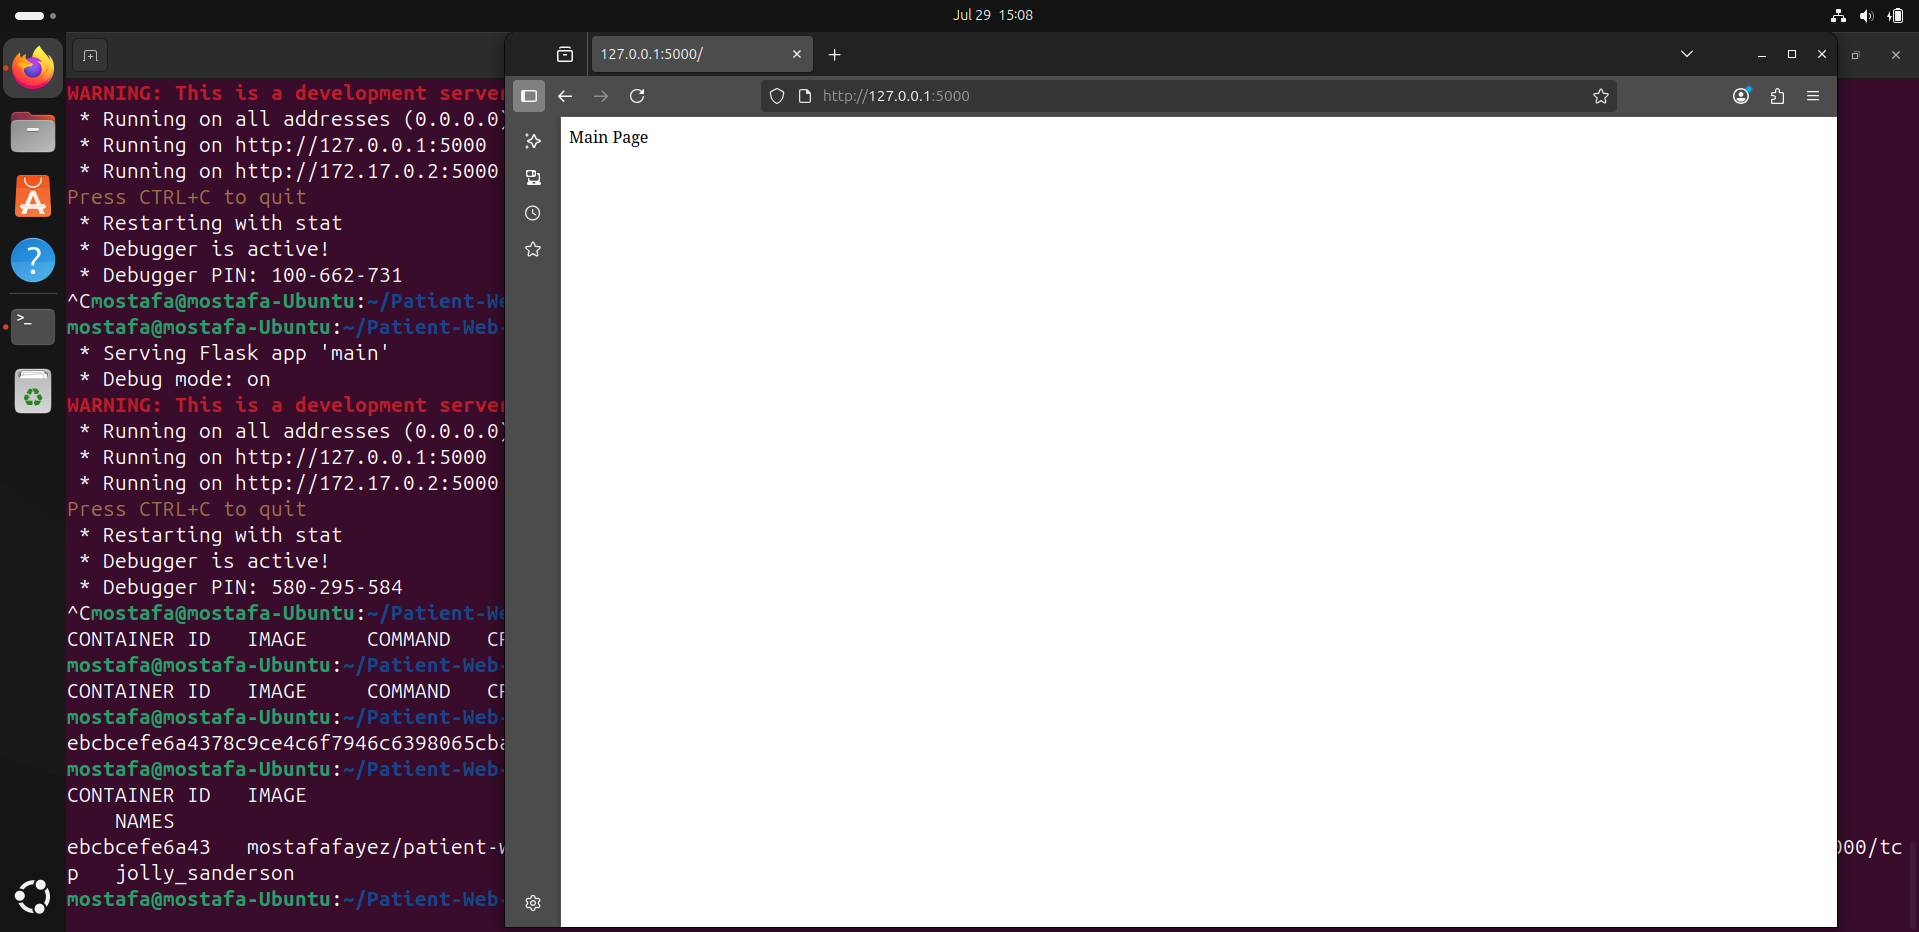 Jul 29 15:08
127.0.0.1:5000/
http://127.0.0.1:5000
Main Page
WARNING: This is a development server
* Running on all addresses (0.0.0.0)
* Running on http://127.0.0.1:5000
* Running on http://172.17.0.2:5000
Press CTRL+C to quit
* Restarting with stat
* Debugger is active!
* Debugger PIN: 100-662-731
^Cmostafa@mostafa-Ubuntu:~/Patient-We
mostafa@mostafa-Ubuntu:~/Patient-Web-
* Serving Flask app 'main'
* Debug mode: on
WARNING: This is a development server
* Running on all addresses (0.0.0.0)
* Running on http://127.0.0.1:5000
* Running on http://172.17.0.2:5000
Press CTRL+C to quit
* Restarting with stat
* Debugger is active!
* Debugger PIN: 580-295-584
^Cmostafa@mostafa-Ubuntu:~/Patient-We
CONTAINER ID IMAGE COMMAND CR
mostafa@mostafa-Ubuntu:~/Patient-Web-
CONTAINER ID IMAGE COMMAND CR
mostafa@mostafa-Ubuntu:~/Patient-Web-
ebcbcefe6a4378c9ce4c6f7946c6398065cba
mostafa@mostafa-Ubuntu:~/Patient-Web-
CONTAINER ID IMAGE
NAMES
ebcbcefe6a43 mostafafayez/patient-w 000/tc
p jolly_sanderson
mostafa@mostafa-Ubuntu:~/Patient-Web-